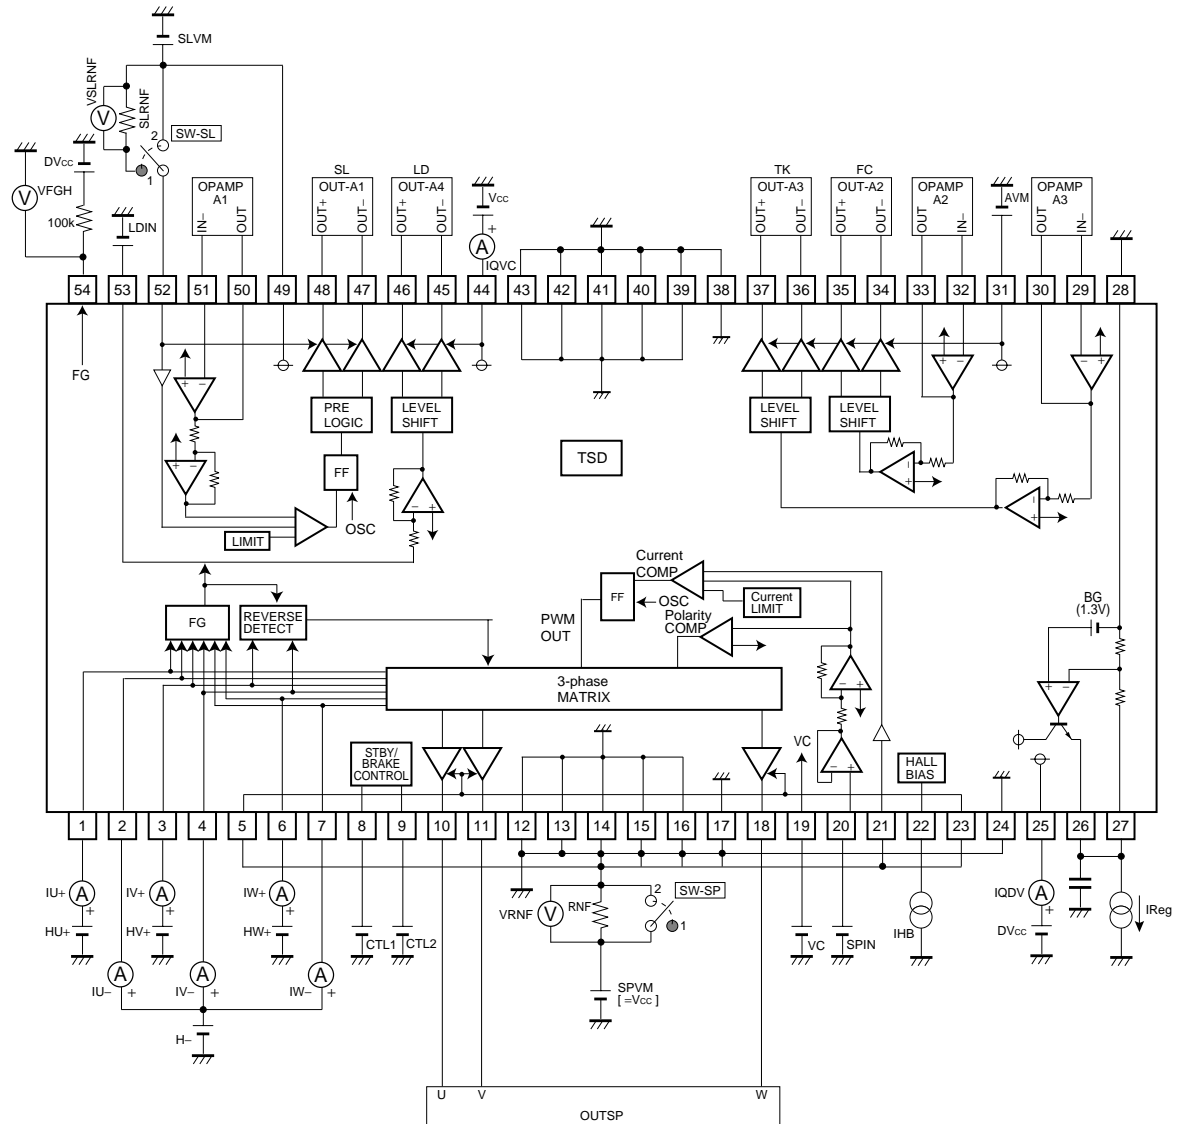 SLVM
VSLRNF
V
SLRNF
2
SW-SL
1
DVCC
VFGH
V
100k
LDIN
OPAMP
A1
IN−
OUT
SL
OUT-A1
OUT+
OUT−
LD
OUT-A4
OUT+
OUT−
VCC
+
A
IQVC
TK
OUT-A3
OUT+
OUT−
FC
OUT-A2
OUT+
OUT−
OPAMP
A2
OUT
IN−
AVM
OPAMP
A3
OUT
IN−
54 53 52 51 50 49 48 47 46 45 44 43 42 41 40 39 38 37 36 35 34 33 32 31 30 29 28
FG
+ −
+ −
PRE
LOGIC
LEVEL
SHIFT
FF
OSC
LIMIT
− +
TSD
LEVEL
SHIFT
LEVEL
SHIFT
+ −
+ −
− +
− +
FG
REVERSE
DETECT
Current
COMP
FF
OSC
Current
LIMIT
PWM
OUT
Polarity
COMP
BG
(1.3V)
+ −
3-phase
MATRIX
− +
− +
STBY/
BRAKE
CONTROL
VC
HALL
BIAS
1 2 3 4 5 6 7 8 9 10 11 12 13 14 15 16 17 18 19 20 21 22 23 24 25 26 27
IU+
A
+
HU+
IV+
A
+
HV+
IW+
A
+
HW+
CTL1
CTL2
VRNF
V
RNF
2
SW-SP
1
VC
SPIN
IHB
IQDV
A
+
DVCC
IReg
IU−
A
+
IV−
A
+
IW−
A
+
H−
SPVM
[ =VCC ]
U V W
OUTSP